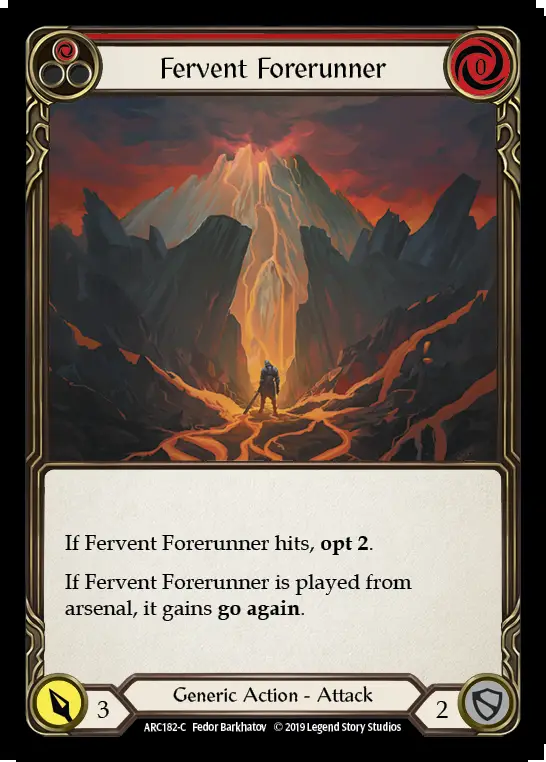 Fervent Forerunner
0
If Fervent Forerunner hits, opt 2.
If Fervent Forerunner is played from
arsenal, it gains go again.
3
Generic Action - Attack
2
ARC182-C Fedor Barkhatov © 2019 Legend Story Studios